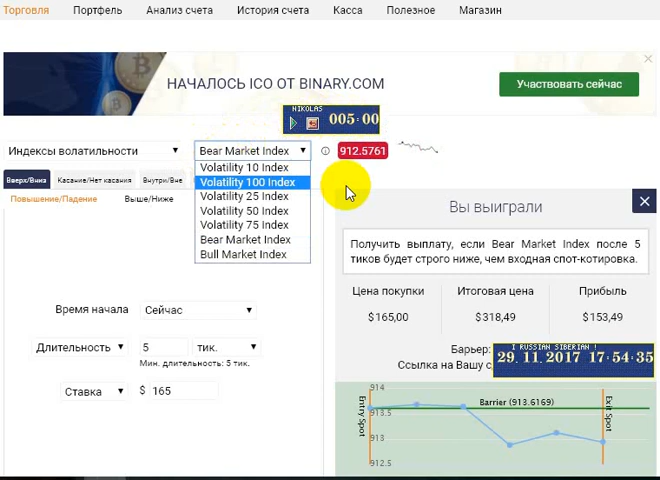 Торговля Портфель Анализ счета История счета Касса Полезное Магазин
НАЧАЛОСЬ ICO ОТ BINARY.COM
Участвовать сейчас
NIKOLAS
005:00
Индексы волатильности
Bear Market Index
912.5761
Volatility 10 Index
Volatility 100 Index
Volatility 25 Index
Volatility 50 Index
Volatility 75 Index
Bear Market Index
Bull Market Index
Вверх/Вниз Касание/Нет касания Внутри/Вне
Повышение/Падение Выше/Ниже
Время начала Сейчас
Длительность 5 тик.
Мин. длительность: 5 тик.
Ставка $ 165
Вы выиграли
Получить выплату, если Bear Market Index после 5
тиков будет строго ниже, чем входная спот-котировка.
Цена покупки Итоговая цена Прибыль
$165,00 $318,49 $153,49
Барьер:
I RUSSIAN SIBERIAN !
29.11.2017 17:54:35
Ссылка на Вашу
914
913.5
913
912.5
Entry Spot
Barrier (913.6169)
Exit Spot